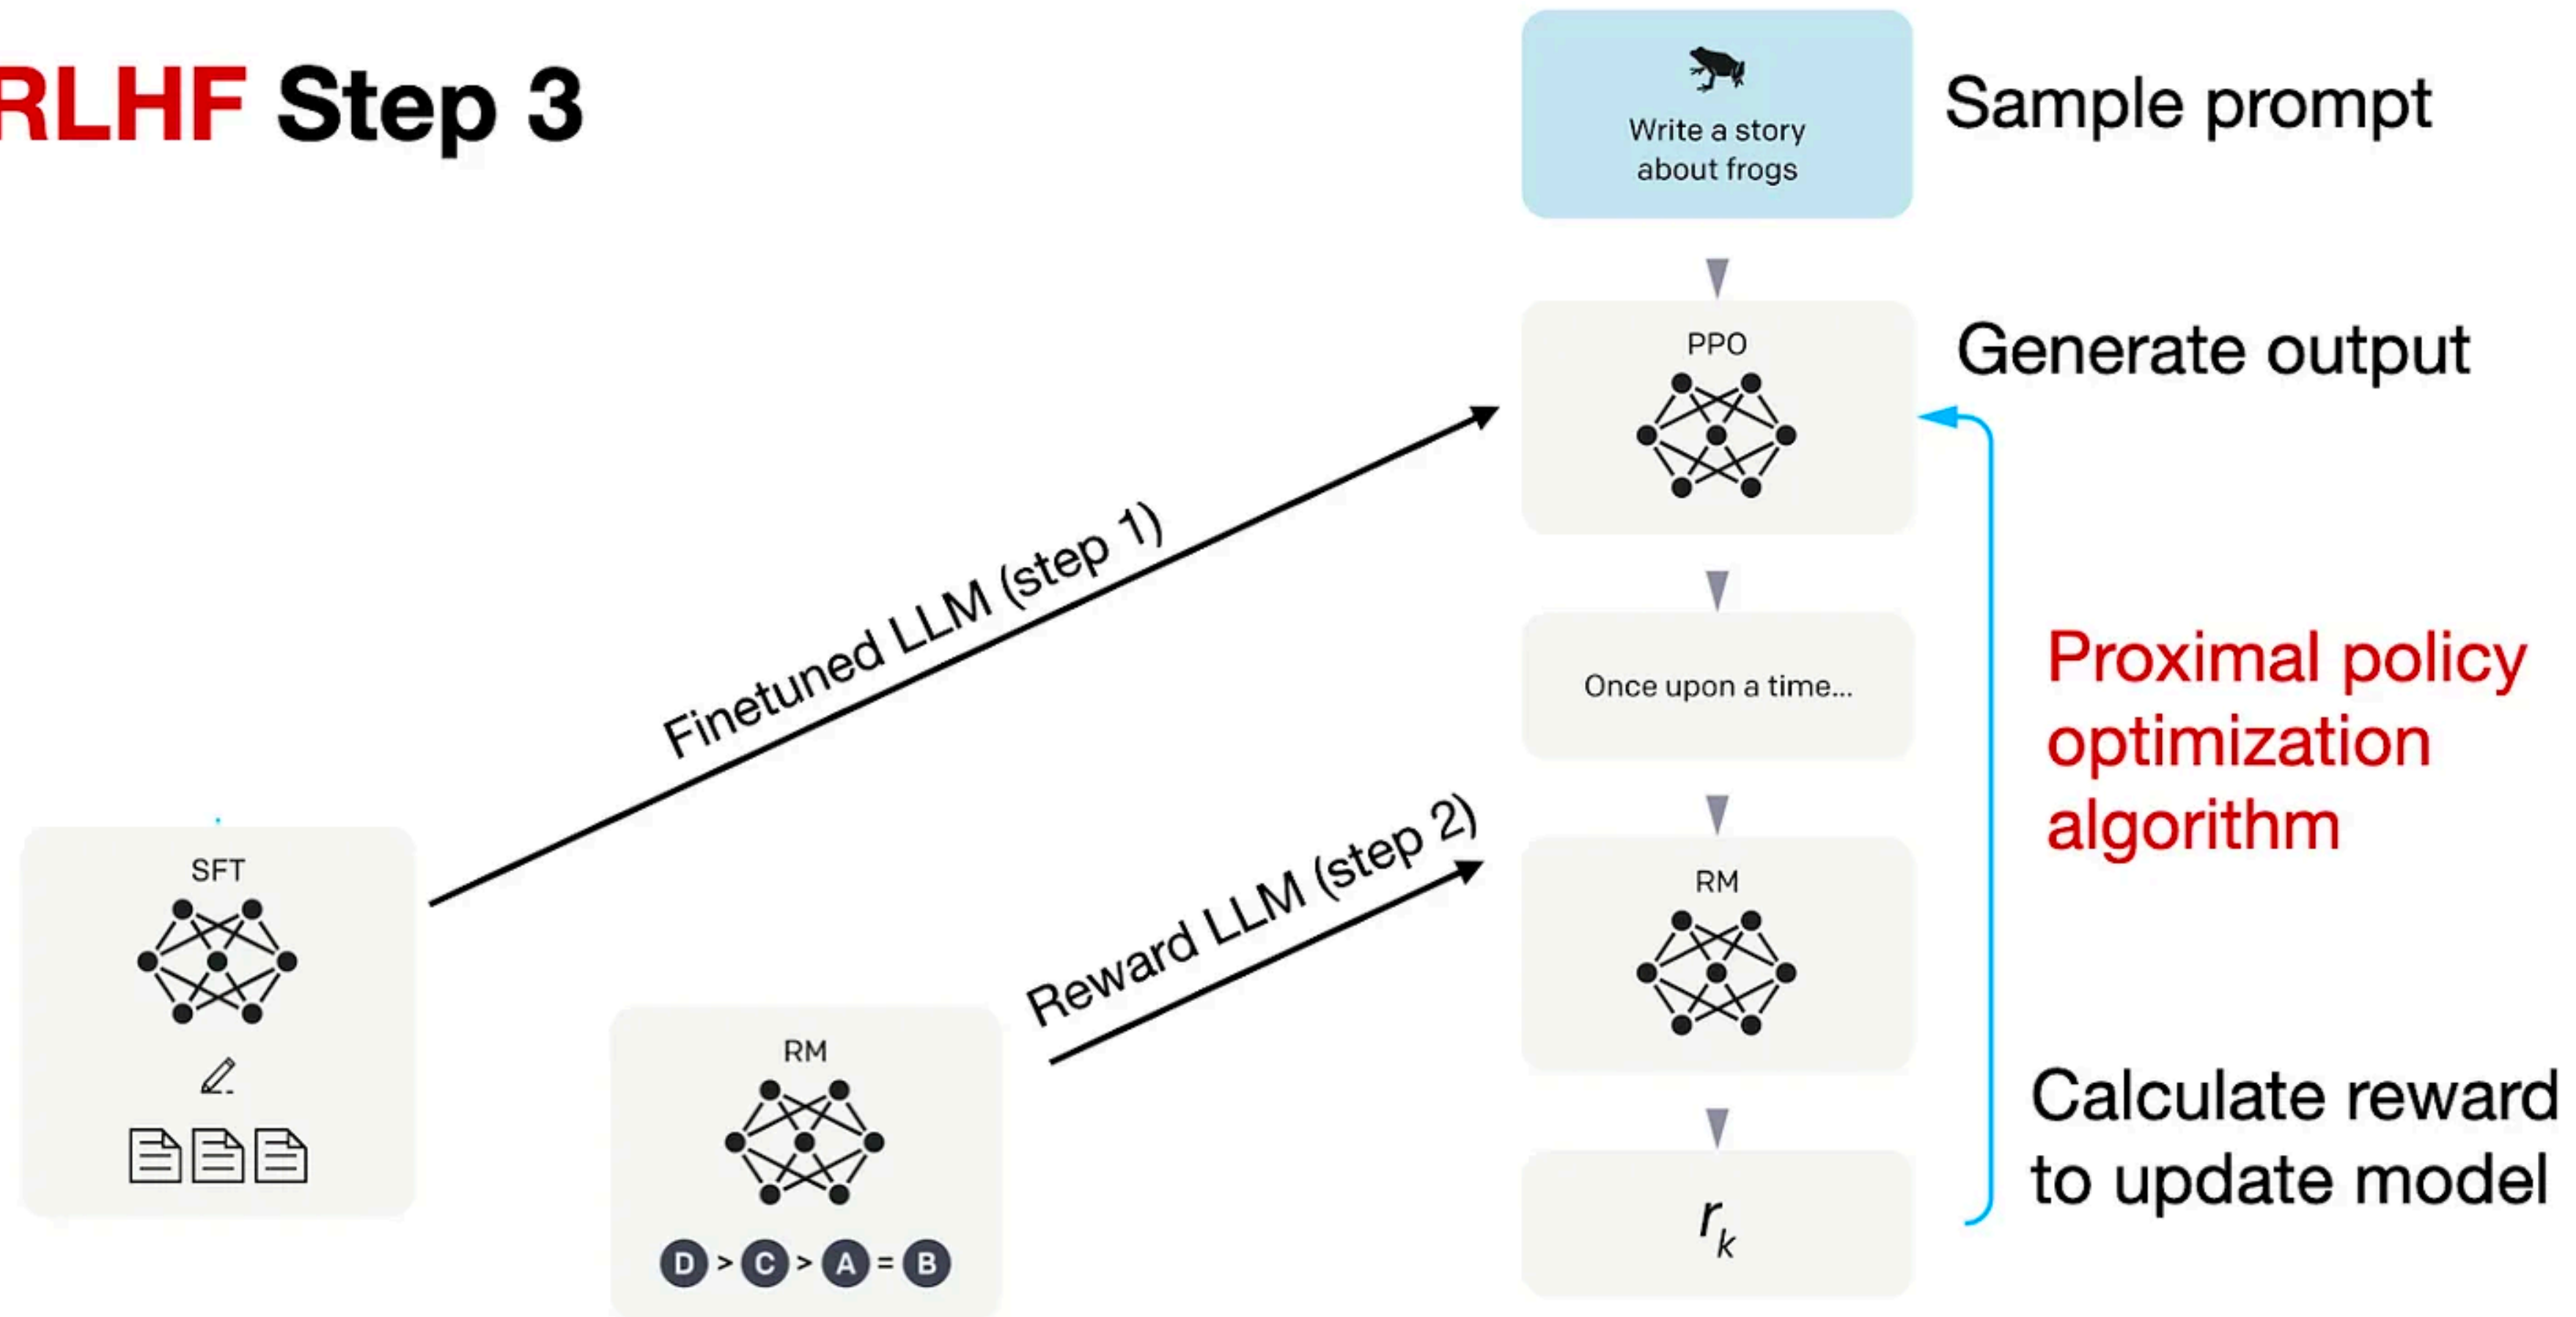 RLHF Step 3
Write a story
about frogs
Sample prompt
PPO
Generate output
Finetuned LLM (step 1)
Once upon a time...
Proximal policy
optimization
algorithm
SFT
Reward LLM (step 2)
RM
RM
D > C > A = B
Calculate reward
to update model
rₖ